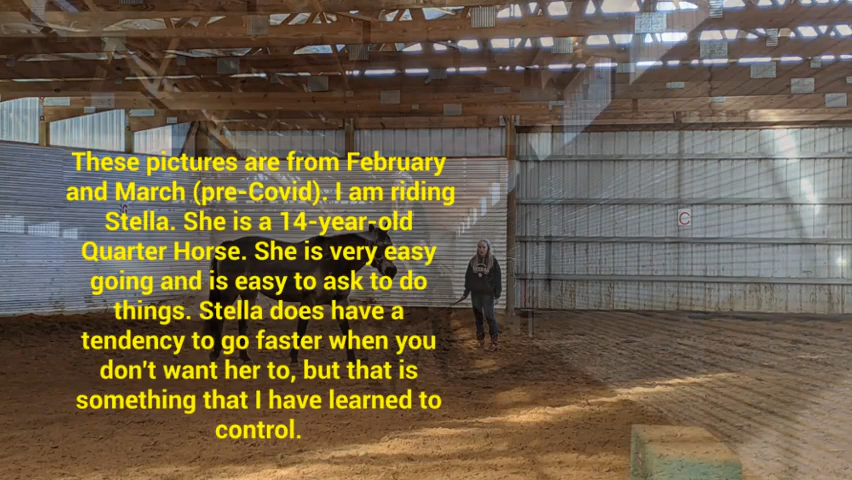 These pictures are from February
and March (pre-Covid). I am riding
Stella. She is a 14-year-old
Quarter Horse. She is very easy
going and is easy to ask to do
things. Stella does have a
tendency to go faster when you
don't want her to, but that is
something that I have learned to
control.
C